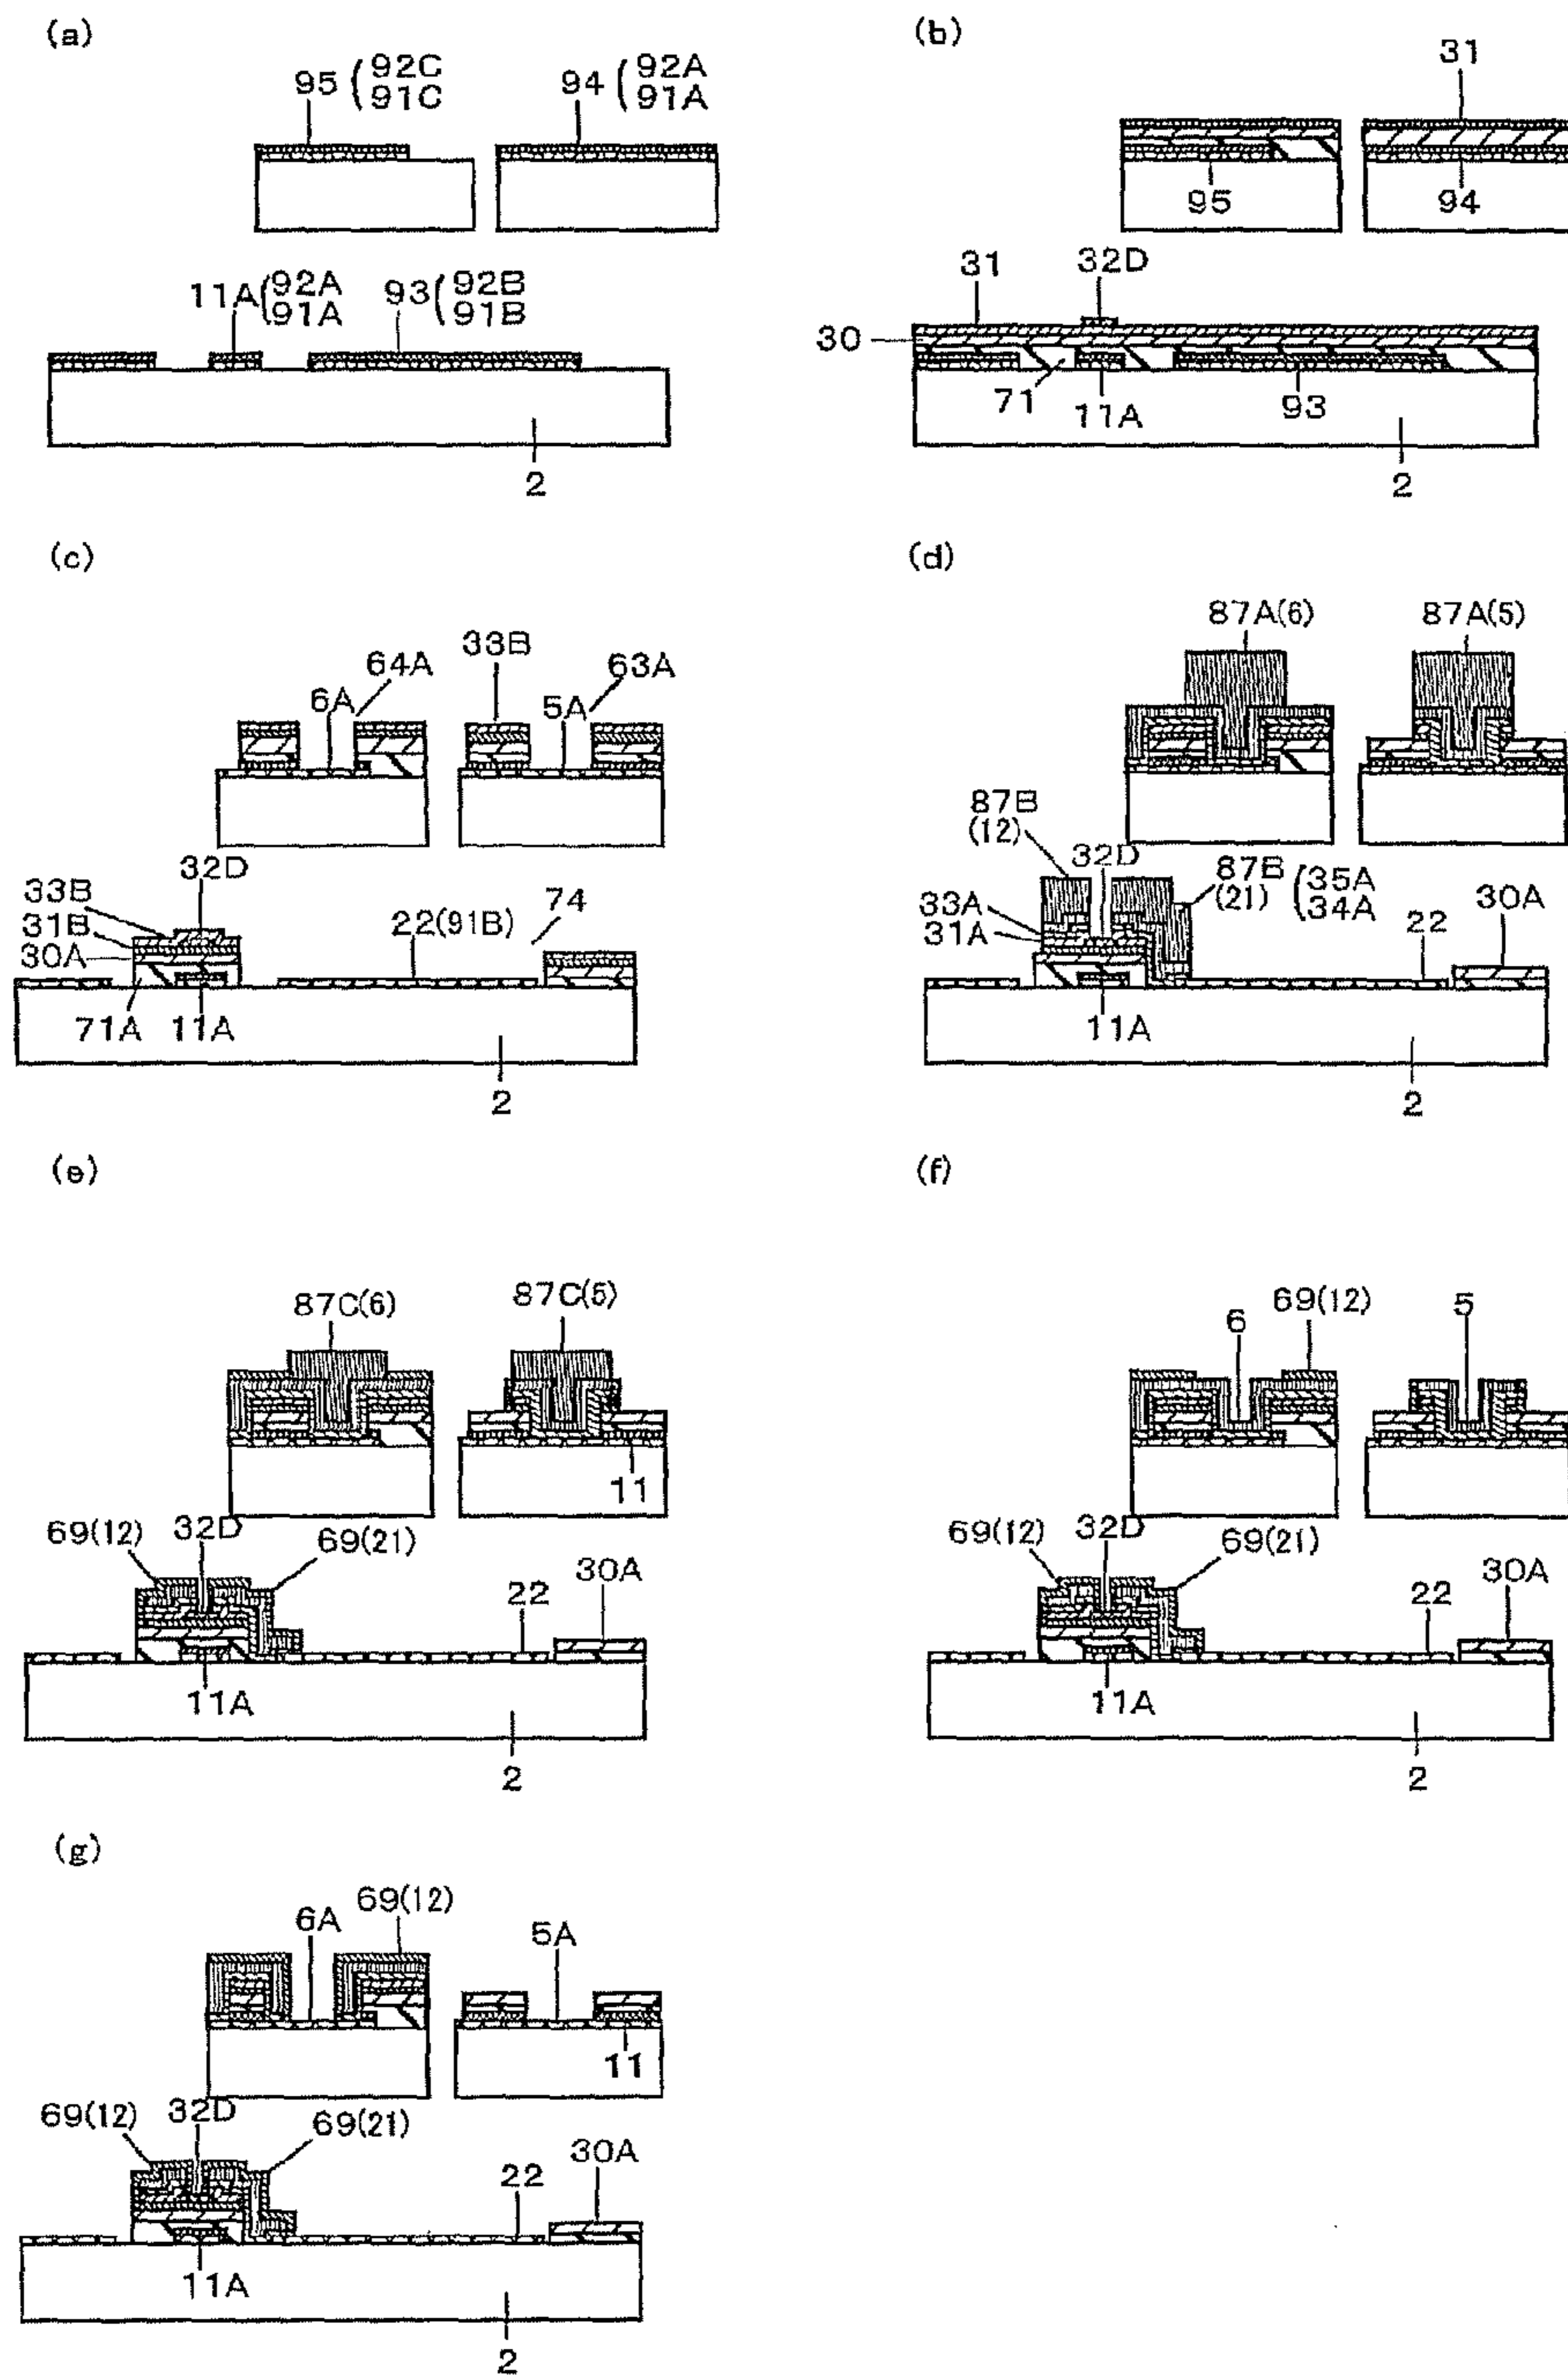 (a)
95 (92C
91C
94 (92A
91A
11A (92A
91A
93 (92B
91B
2
(b)
31
95
94
31
32D
30
71
11A
93
2
(c)
33B
64A
63A
6A
5A
32D
33B
31B
30A
22(91B)
74
71A
11A
2
(d)
87A(6)
87A(5)
87B
(12)
32D
87B
(21)
(35A
34A
33A
31A
22
30A
11A
2
(e)
87C(6)
87C(5)
11
69(12)
32D
69(21)
30A
22
11A
2
(f)
6
69(12)
5
69(12)
32D
69(21)
30A
22
11A
2
(g)
6A
69(12)
5A
11
69(12)
32D
69(21)
30A
22
11A
2